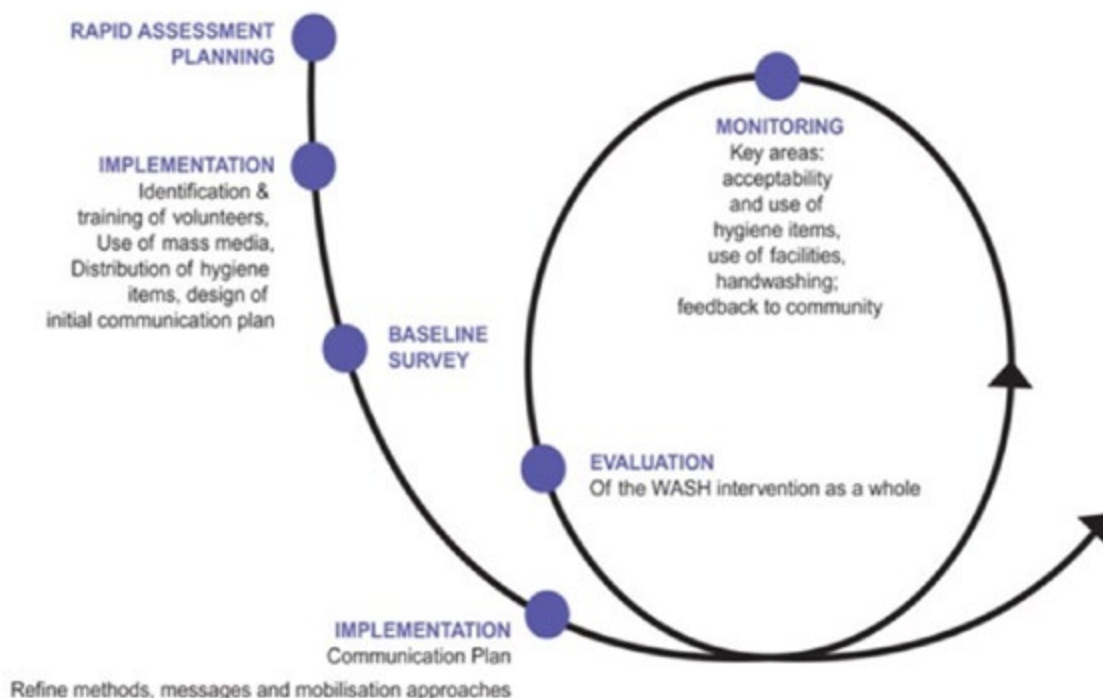 RAPID ASSESSMENT
PLANNING
IMPLEMENTATION
Identification &
training of volunteers,
Use of mass media,
Distribution of hygiene
items, design of
initial communication plan
BASELINE
SURVEY
MONITORING
Key areas:
acceptability
and use of
hygiene items,
use of facilities,
handwashing;
feedback to community
EVALUATION
Of the WASH intervention as a whole
IMPLEMENTATION
Communication Plan
Refine methods, messages and mobilisation approaches